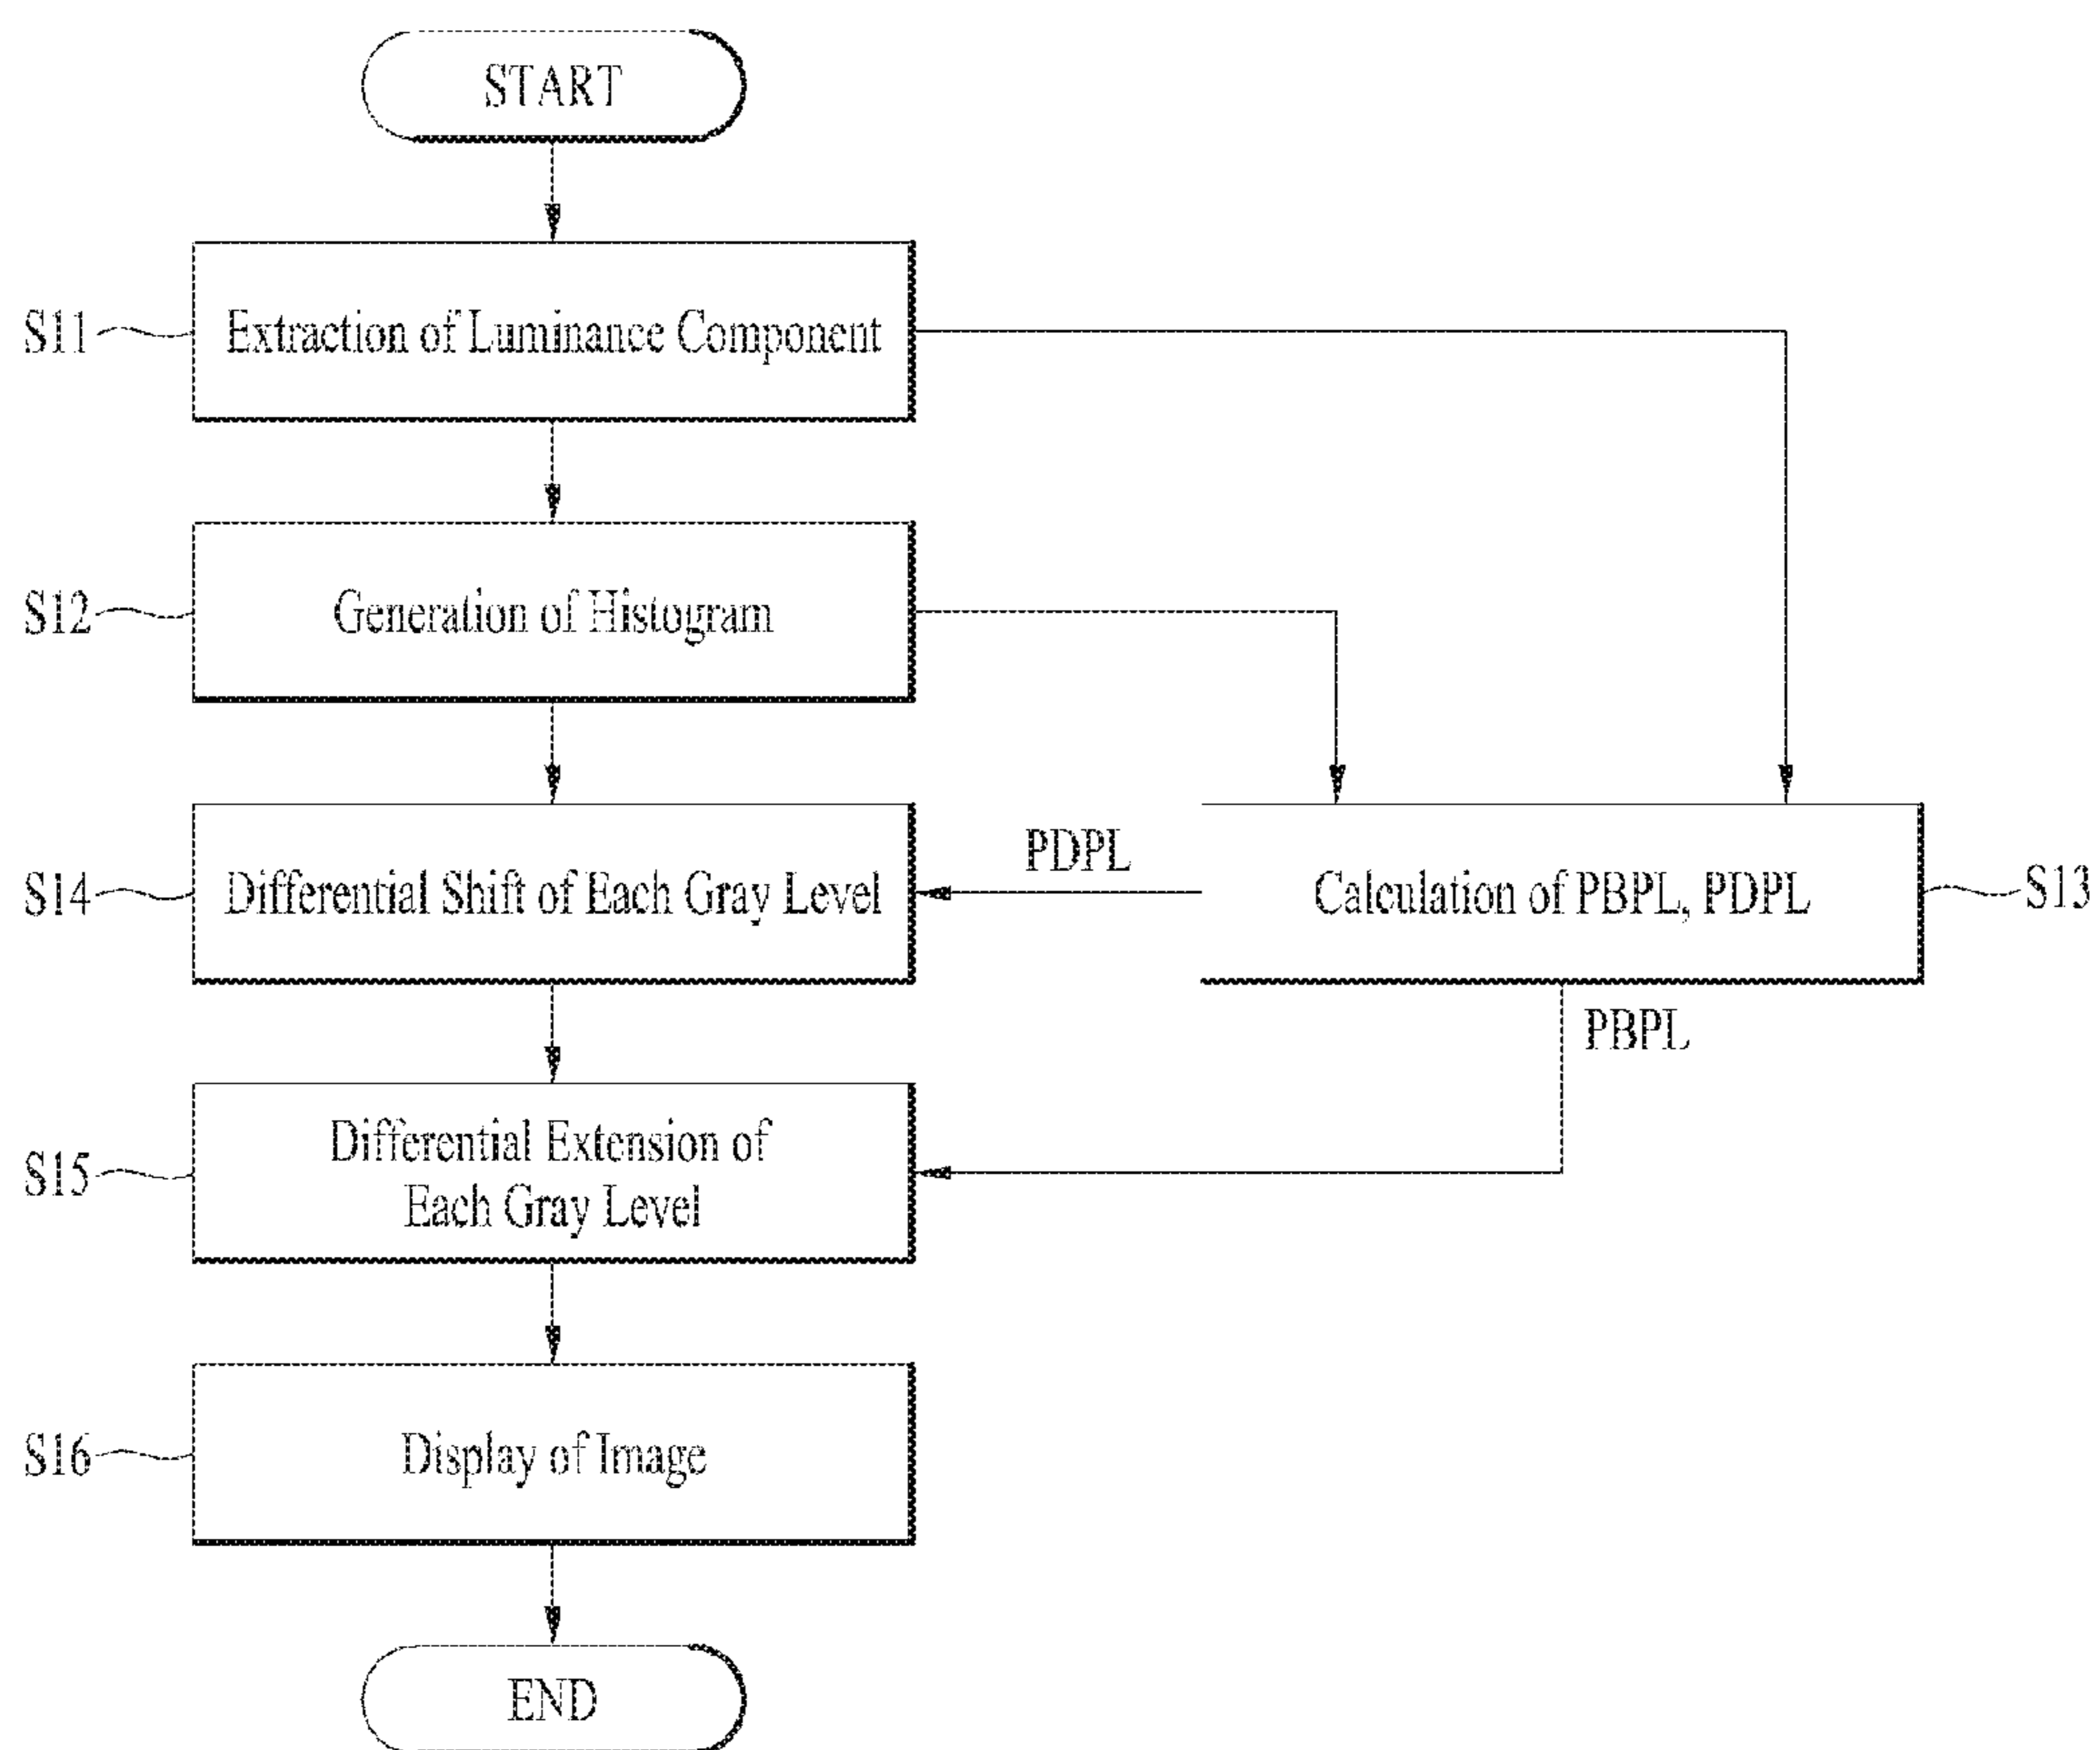 START
S11
Extraction of Luminance Component
S12
Generation of Histogram
S14
Differential Shift of Each Gray Level
PDPL
Calculation of PBPL, PDPL
S13
PBPL
S15
Differential Extension of
Each Gray Level
S16
Display of Image
END